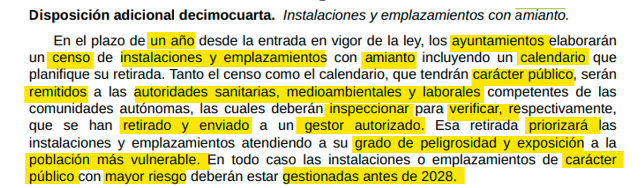 Disposición adicional decimocuarta. Instalaciones y emplazamientos con amianto.
En el plazo de un año desde la entrada en vigor de la ley, los ayuntamientos elaborarán
un censo de instalaciones y emplazamientos con amianto incluyendo un calendario que
planifique su retirada. Tanto el censo como el calendario, que tendrán carácter público, serán
remitidos a las autoridades sanitarias, medioambientales y laborales competentes de las
comunidades autónomas, las cuales deberán inspeccionar para verificar, respectivamente,
que se han retirado y enviado a un gestor autorizado. Esa retirada priorizará las
instalaciones y emplazamientos atendiendo a su grado de peligrosidad y exposición a la
población más vulnerable. En todo caso las instalaciones o emplazamientos de carácter
público con mayor riesgo deberán estar gestionadas antes de 2028.